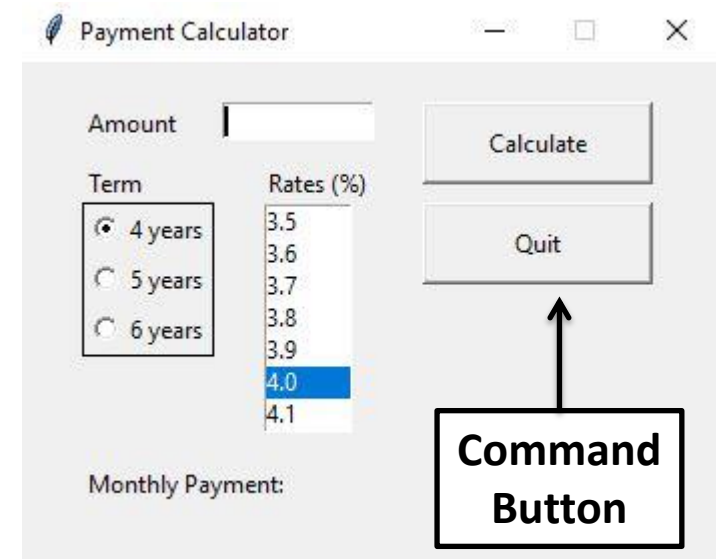 Payment Calculator
Amount
Calculate
Term
Rates (%)
4 years
5 years
6 years
3.5
3.6
3.7
3.8
3.9
4.0
4.1
Quit
Monthly Payment:
Command
Button